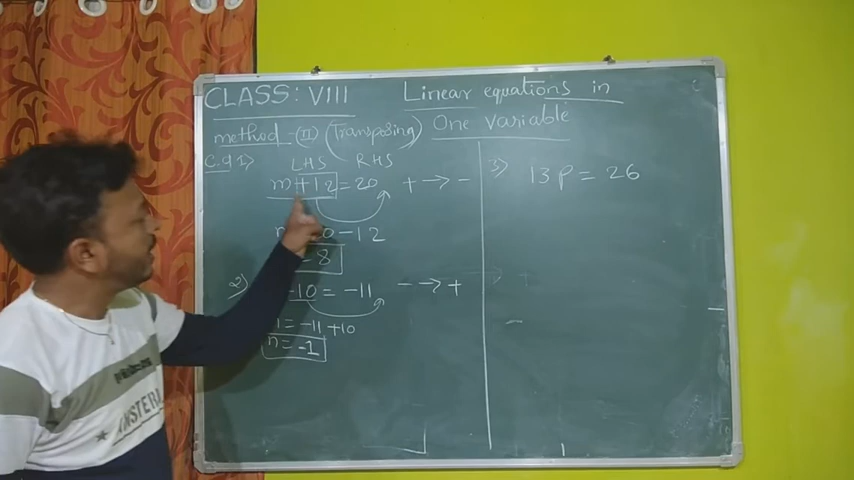 CLASS: VIII Linear equations in
One Variable
method - (II) (Transposing)
e.g 1)
LHS RHS
m+12=20 + → -
0-12
8
2) -10 = -11 - → +
= -11 +10
n = -1
3) 13p = 26